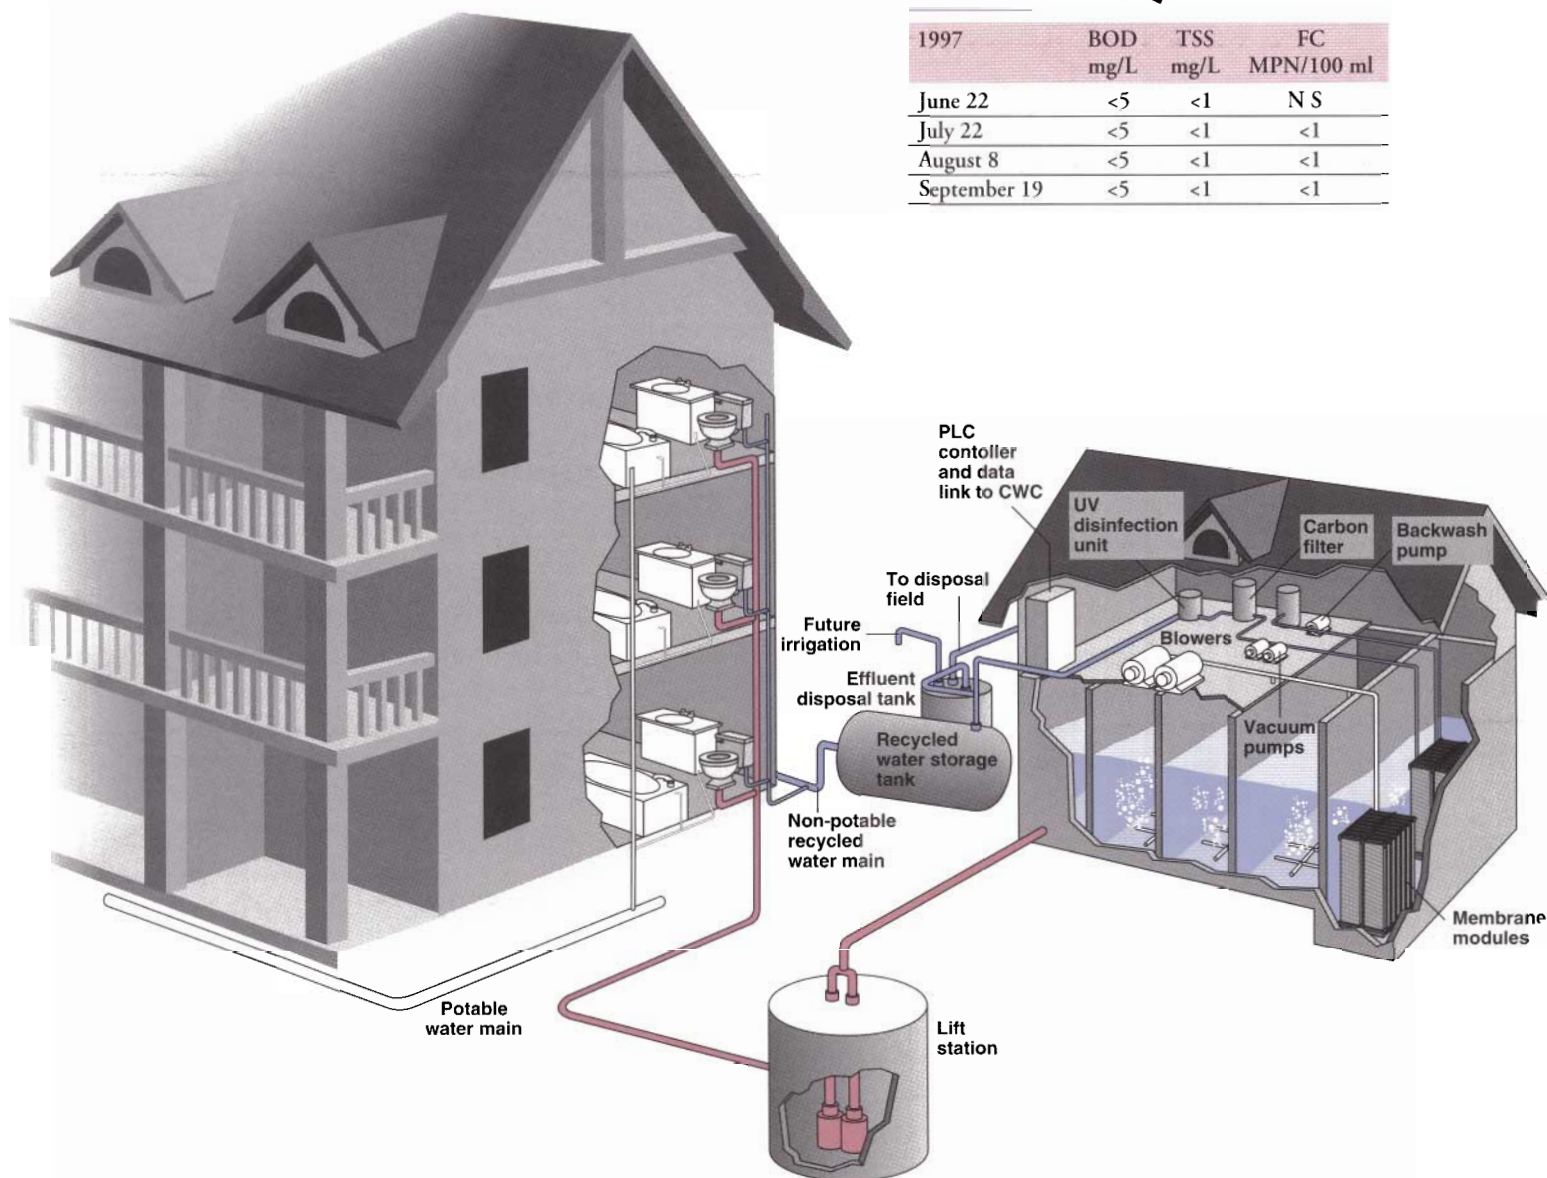 1997 BOD TSS FC
mg/L mg/L MPN/100 ml
June 22 <5 <1 N S
July 22 <5 <1 <1
August 8 <5 <1 <1
September 19 <5 <1 <1
PLC
contoller
and data
link to CWC
UV
disinfection
unit
Carbon
filter
Backwash
pump
To disposal
field
Future
irrigation
Blowers
Effluent
disposal tank
Recycled
water storage
tank
Vacuum
pumps
Non-potable
recycled
water main
Membrane
modules
Potable
water main
Lift
station